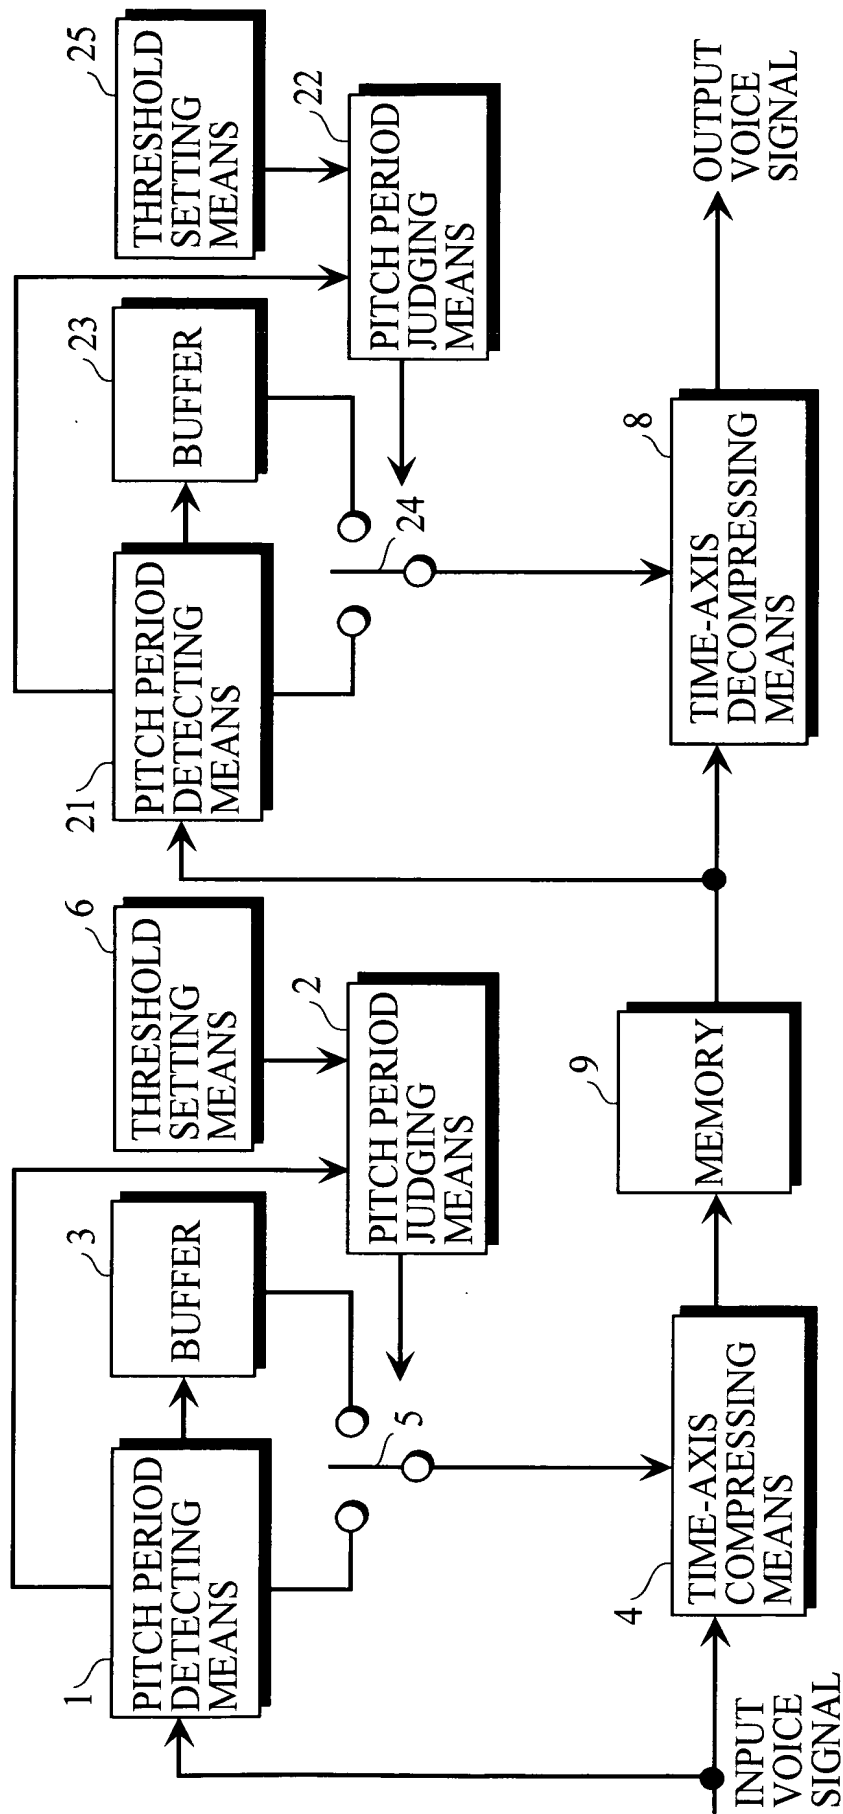 1
PITCH PERIOD
DETECTING
MEANS
3
BUFFER
6
THRESHOLD
SETTING
MEANS
2
PITCH PERIOD
JUDGING
MEANS
5
4
TIME-AXIS
COMPRESSING
MEANS
INPUT
VOICE
SIGNAL
9
MEMORY
21
PITCH PERIOD
DETECTING
MEANS
23
BUFFER
25
THRESHOLD
SETTING
MEANS
22
PITCH PERIOD
JUDGING
MEANS
24
8
TIME-AXIS
DECOMPRESSING
MEANS
OUTPUT
VOICE
SIGNAL